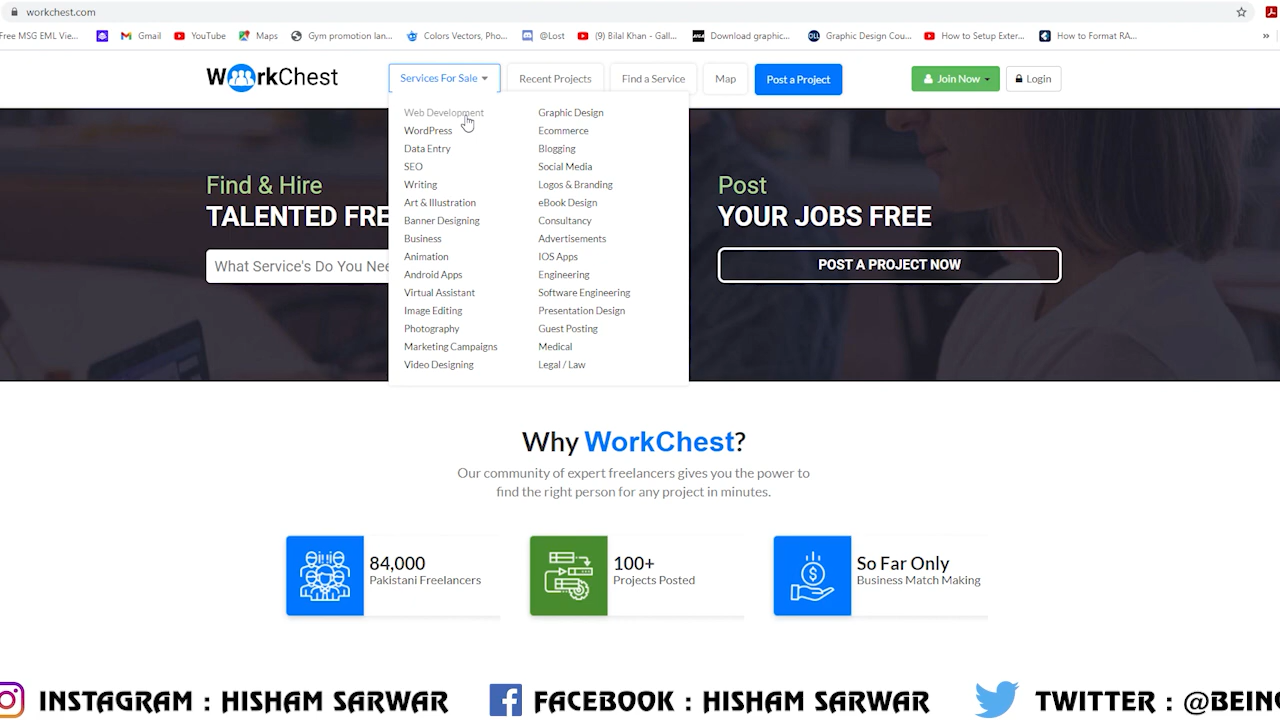 workchest.com
Free MSG EML Vie...
Gmail
YouTube
Maps
Gym promotion lan...
Colors Vectors, Pho...
@Lost
(9) Bilal Khan - Gall...
Download graphic...
Graphic Design Cou...
How to Setup Exter...
How to Format RA...
»
WorkChest
Services For Sale
Recent Projects
Find a Service
Map
Post a Project
Join Now
Login
Web Development
WordPress
Data Entry
SEO
Writing
Art & Illustration
Banner Designing
Business
Animation
Android Apps
Virtual Assistant
Image Editing
Photography
Marketing Campaigns
Video Designing
Graphic Design
Ecommerce
Blogging
Social Media
Logos & Branding
eBook Design
Consultancy
Advertisements
IOS Apps
Engineering
Software Engineering
Presentation Design
Guest Posting
Medical
Legal / Law
Find & Hire
TALENTED FRE
What Service's Do You Nee
Post
YOUR JOBS FREE
POST A PROJECT NOW
Why WorkChest?
Our community of expert freelancers gives you the power to
find the right person for any project in minutes.
84,000
Pakistani Freelancers
100+
Projects Posted
So Far Only
Business Match Making
INSTAGRAM : HISHAM SARWAR
FACEBOOK : HISHAM SARWAR
TWITTER : @BEING